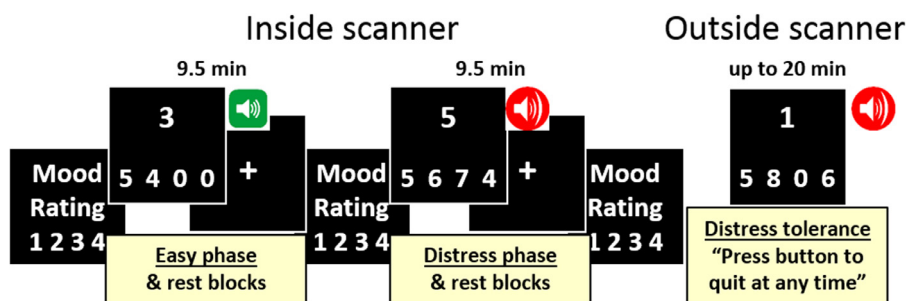 Inside scanner
Outside scanner
9.5 min
9.5 min
up to 20 min
Mood
Rating
1 2 3 4
3
5 4 0 0
+
Easy phase
& rest blocks
Mood
Rating
1 2 3 4
5
5 6 7 4
+
Distress phase
& rest blocks
Mood
Rating
1 2 3 4
1
5 8 0 6
Distress tolerance
“Press button to
quit at any time”